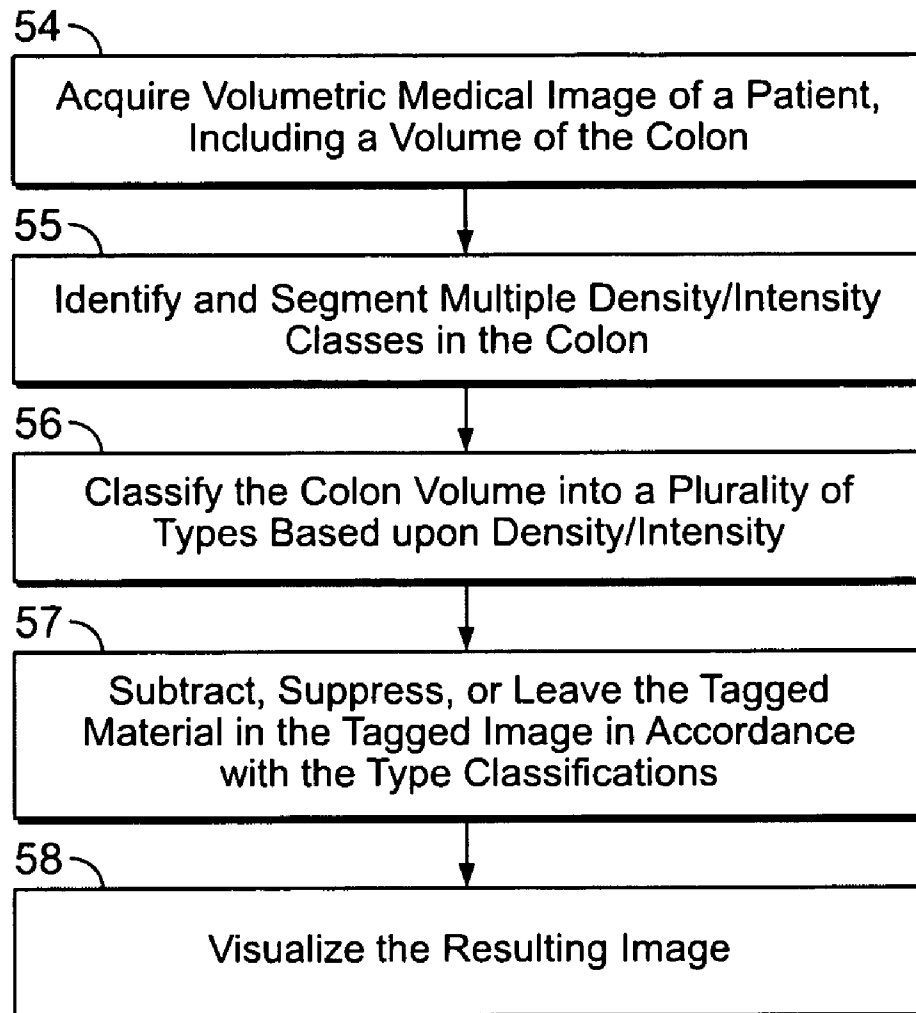 54
Acquire Volumetric Medical Image of a Patient,
Including a Volume of the Colon
55
Identify and Segment Multiple Density/Intensity
Classes in the Colon
56
Classify the Colon Volume into a Plurality of
Types Based upon Density/Intensity
57
Subtract, Suppress, or Leave the Tagged
Material in the Tagged Image in Accordance
with the Type Classifications
58
Visualize the Resulting Image